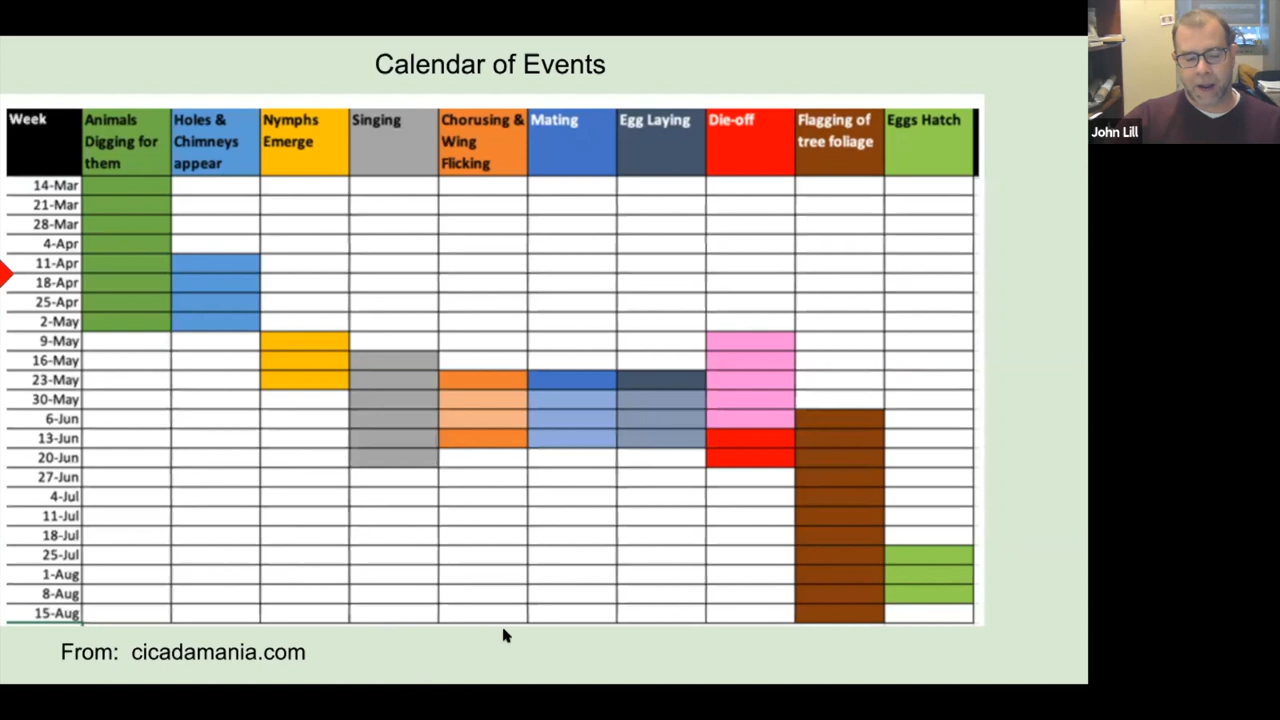 Calendar of Events
Week
Animals
Digging for
them
Holes &
Chimneys
appear
Nymphs
Emerge
Singing
Chorusing &
Wing
Flicking
Mating
Egg Laying
Die-off
Flagging of
tree foliage
Eggs Hatch
14-Mar
21-Mar
28-Mar
4-Apr
11-Apr
18-Apr
25-Apr
2-May
9-May
16-May
23-May
30-May
6-Jun
13-Jun
20-Jun
27-Jun
4-Jul
11-Jul
18-Jul
25-Jul
1-Aug
8-Aug
15-Aug
From: cicadamania.com
John Lill